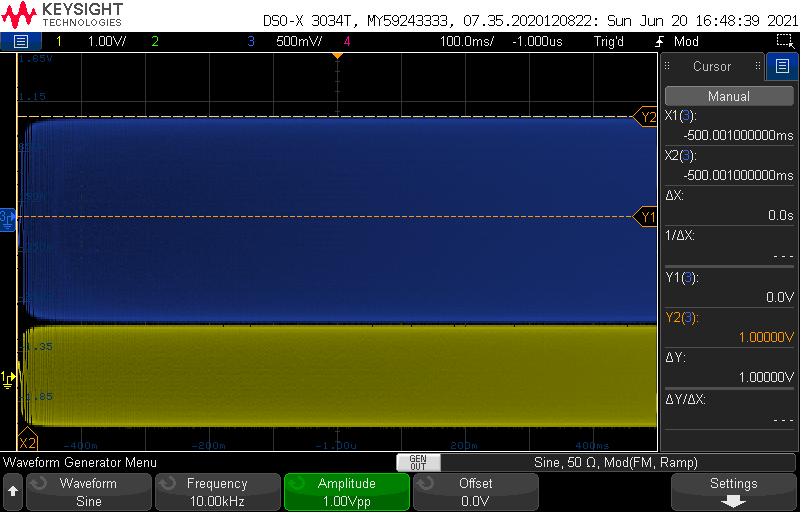 KEYSIGHT
TECHNOLOGIES
DSO-X 3034T, MY59243333, 07.35.2020120822: Sun Jun 20 16:48:39 2021
1 1.00V/ 2 3 500mV/ 4 100.0ms/ -1.000us Trig'd Mod
1.65V
1.15
Y2
3
Y1
-1.35
1
-1.85
X2
-400m -200m -1.00u 200m 400ms
Cursor
Manual
X1(3):
-500.001000000ms
X2(3):
-500.001000000ms
ΔX:
0.0s
1/ΔX:
- - -
Y1(3):
0.0V
Y2(3):
1.00000V
ΔY:
1.00000V
ΔY/ΔX:
- - -
Waveform Generator Menu
GEN OUT
Sine, 50 Ω, Mod(FM, Ramp)
Waveform
Sine
Frequency
10.00kHz
Amplitude
1.00Vpp
Offset
0.0V
Settings